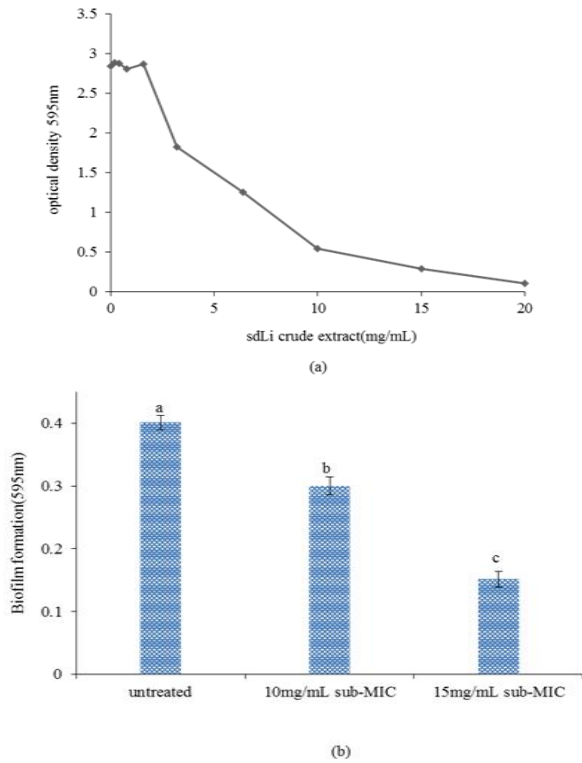 3.5
3
2.5
2
1.5
1
0.5
0
optical density 595nm
0 5 10 15 20
sdLi crude extract(mg/mL)
(a)
0.4
0.3
0.2
0.1
0
Biofilm formation(595nm)
a
b
c
untreated 10mg/mL sub-MIC 15mg/mL sub-MIC
(b)